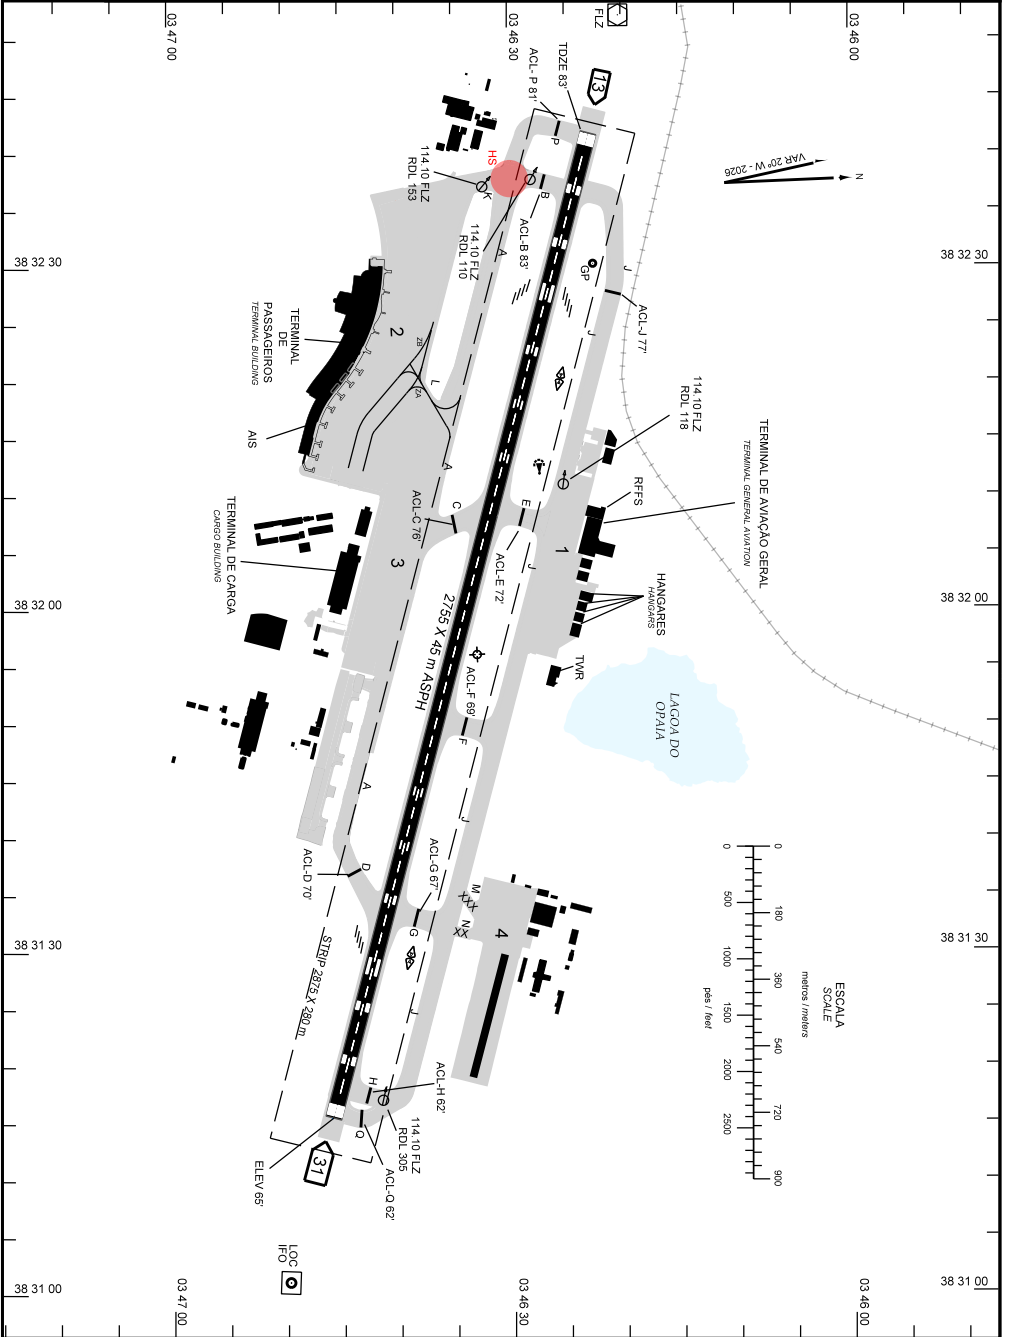 03 47 00
03 46 30
03 46 00
FLZ
TDZE 83'
13
ACL- P 81'
P
VAR 20° W - 2026
N
HS
114.10 FLZ
RDL 153
K
B
ACL-B 83'
114.10 FLZ
RDL 110
A
GP
J
ACL-J 77'
38 32 30
38 32 30
J
2
ZB
ZA
L
TERMINAL
DE
PASSAGEIROS
TERMINAL BUILDING
AIS
A
114.10 FLZ
RDL 118
TERMINAL DE AVIAÇÃO GERAL
TERMINAL GENERAL AVIATION
RFFS
C
ACL-C 76'
E
ACL-E 72'
J
1
3
TERMINAL DE CARGA
CARGO BUILDING
HANGARES
HANGARS
38 32 00
38 32 00
2755 X 45 m ASPH
TWR
LAGOA DO
OPAIA
ACL-F 69'
F
A
J
D
ACL-D 70'
ACL-G 67'
G
M
XXX
N
XX
4
38 31 30
38 31 30
STRIP 2875 X 280 m
J
ESCALA
SCALE
metros / meters
0
180
360
540
720
900
0
500
1000
1500
2000
2500
pés / feet
H
ACL-H 62'
114.10 FLZ
RDL 305
Q
ACL-Q 62'
31
ELEV 65'
LOC
IFO
38 31 00
38 31 00
03 47 00
03 46 30
03 46 00